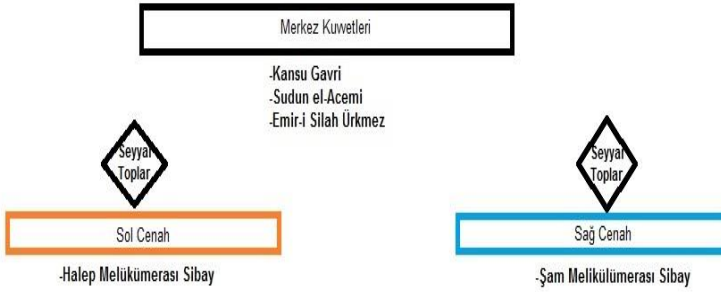 Merkez Kuvvetleri
-Kansu Gavri
-Sudun el-Acemi
-Emir-i Silah Ürkmez
Seyyar
Toplar
Seyyar
Toplar
Sol Cenah
Sağ Cenah
-Halep Melükümerası Sibay
-Şam Melikülümerası Sibay